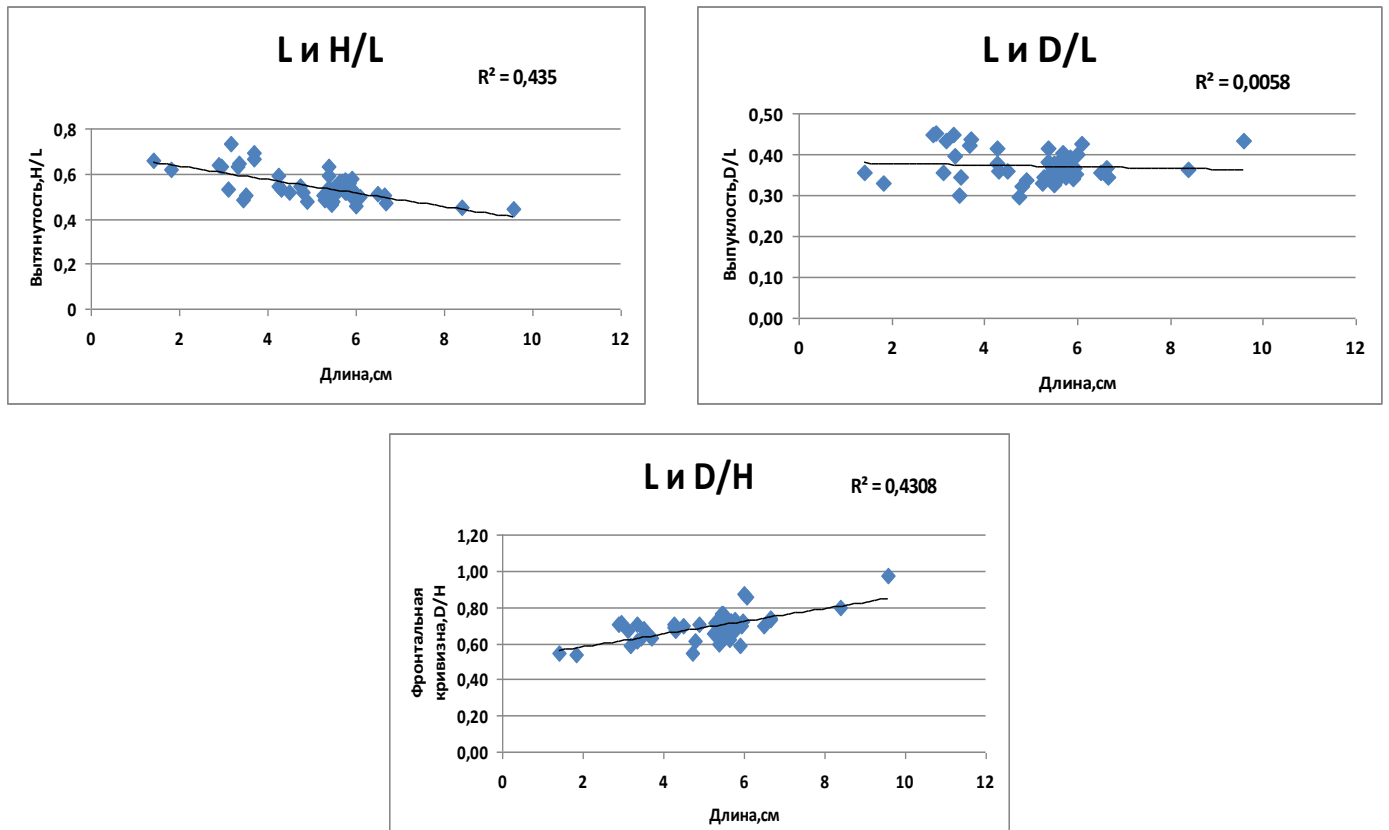 L и H/L
R² = 0,435
Вытянутость,H/L
0,8
0,6
0,4
0,2
0
0 2 4 6 8 10 12
Длина,см
L и D/L
R² = 0,0058
Выпуклость,D/L
0,50
0,40
0,30
0,20
0,10
0,00
0 2 4 6 8 10 12
Длина,см
L и D/H
R² = 0,4308
Фронтальная
кривизна,D/H
1,20
1,00
0,80
0,60
0,40
0,20
0,00
0 2 4 6 8 10 12
Длина,см